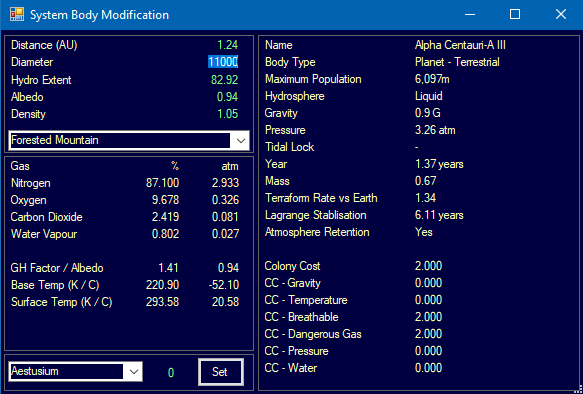 System Body Modification
Distance (AU) 1.24
Diameter 11000
Hydro Extent 82.92
Albedo 0.94
Density 1.05
Forested Mountain
Gas % atm
Nitrogen 87.100 2.933
Oxygen 9.678 0.326
Carbon Dioxide 2.419 0.081
Water Vapour 0.802 0.027
GH Factor / Albedo 1.41 0.94
Base Temp (K / C) 220.90 -52.10
Surface Temp (K / C) 293.58 20.58
Aestusium 0 Set
Name Alpha Centauri-A III
Body Type Planet - Terrestrial
Maximum Population 6,097m
Hydrosphere Liquid
Gravity 0.9 G
Pressure 3.26 atm
Tidal Lock -
Year 1.37 years
Mass 0.67
Terraform Rate vs Earth 1.34
Lagrange Stablisation 6.11 years
Atmosphere Retention Yes
Colony Cost 2.000
CC - Gravity 0.000
CC - Temperature 0.000
CC - Breathable 2.000
CC - Dangerous Gas 2.000
CC - Pressure 0.000
CC - Water 0.000